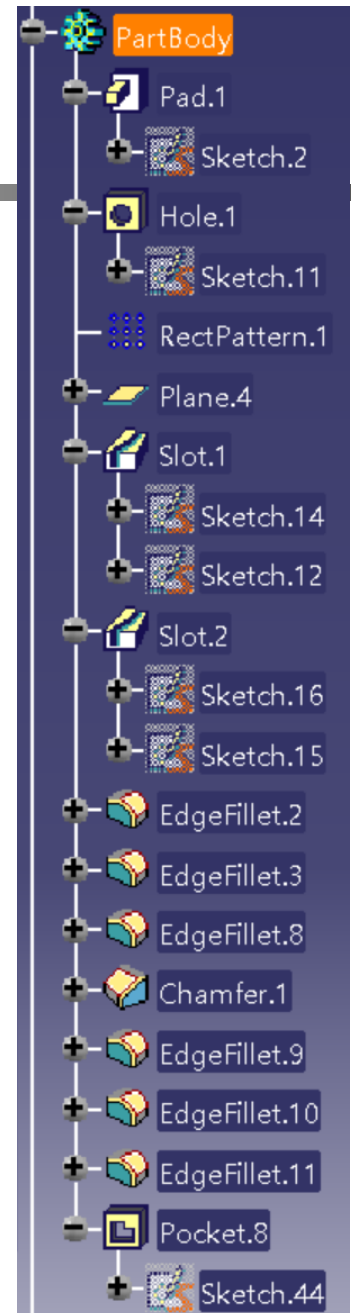 PartBody
Pad.1
Sketch.2
Hole.1
Sketch.11
RectPattern.1
Plane.4
Slot.1
Sketch.14
Sketch.12
Slot.2
Sketch.16
Sketch.15
EdgeFillet.2
EdgeFillet.3
EdgeFillet.8
Chamfer.1
EdgeFillet.9
EdgeFillet.10
EdgeFillet.11
Pocket.8
Sketch.44